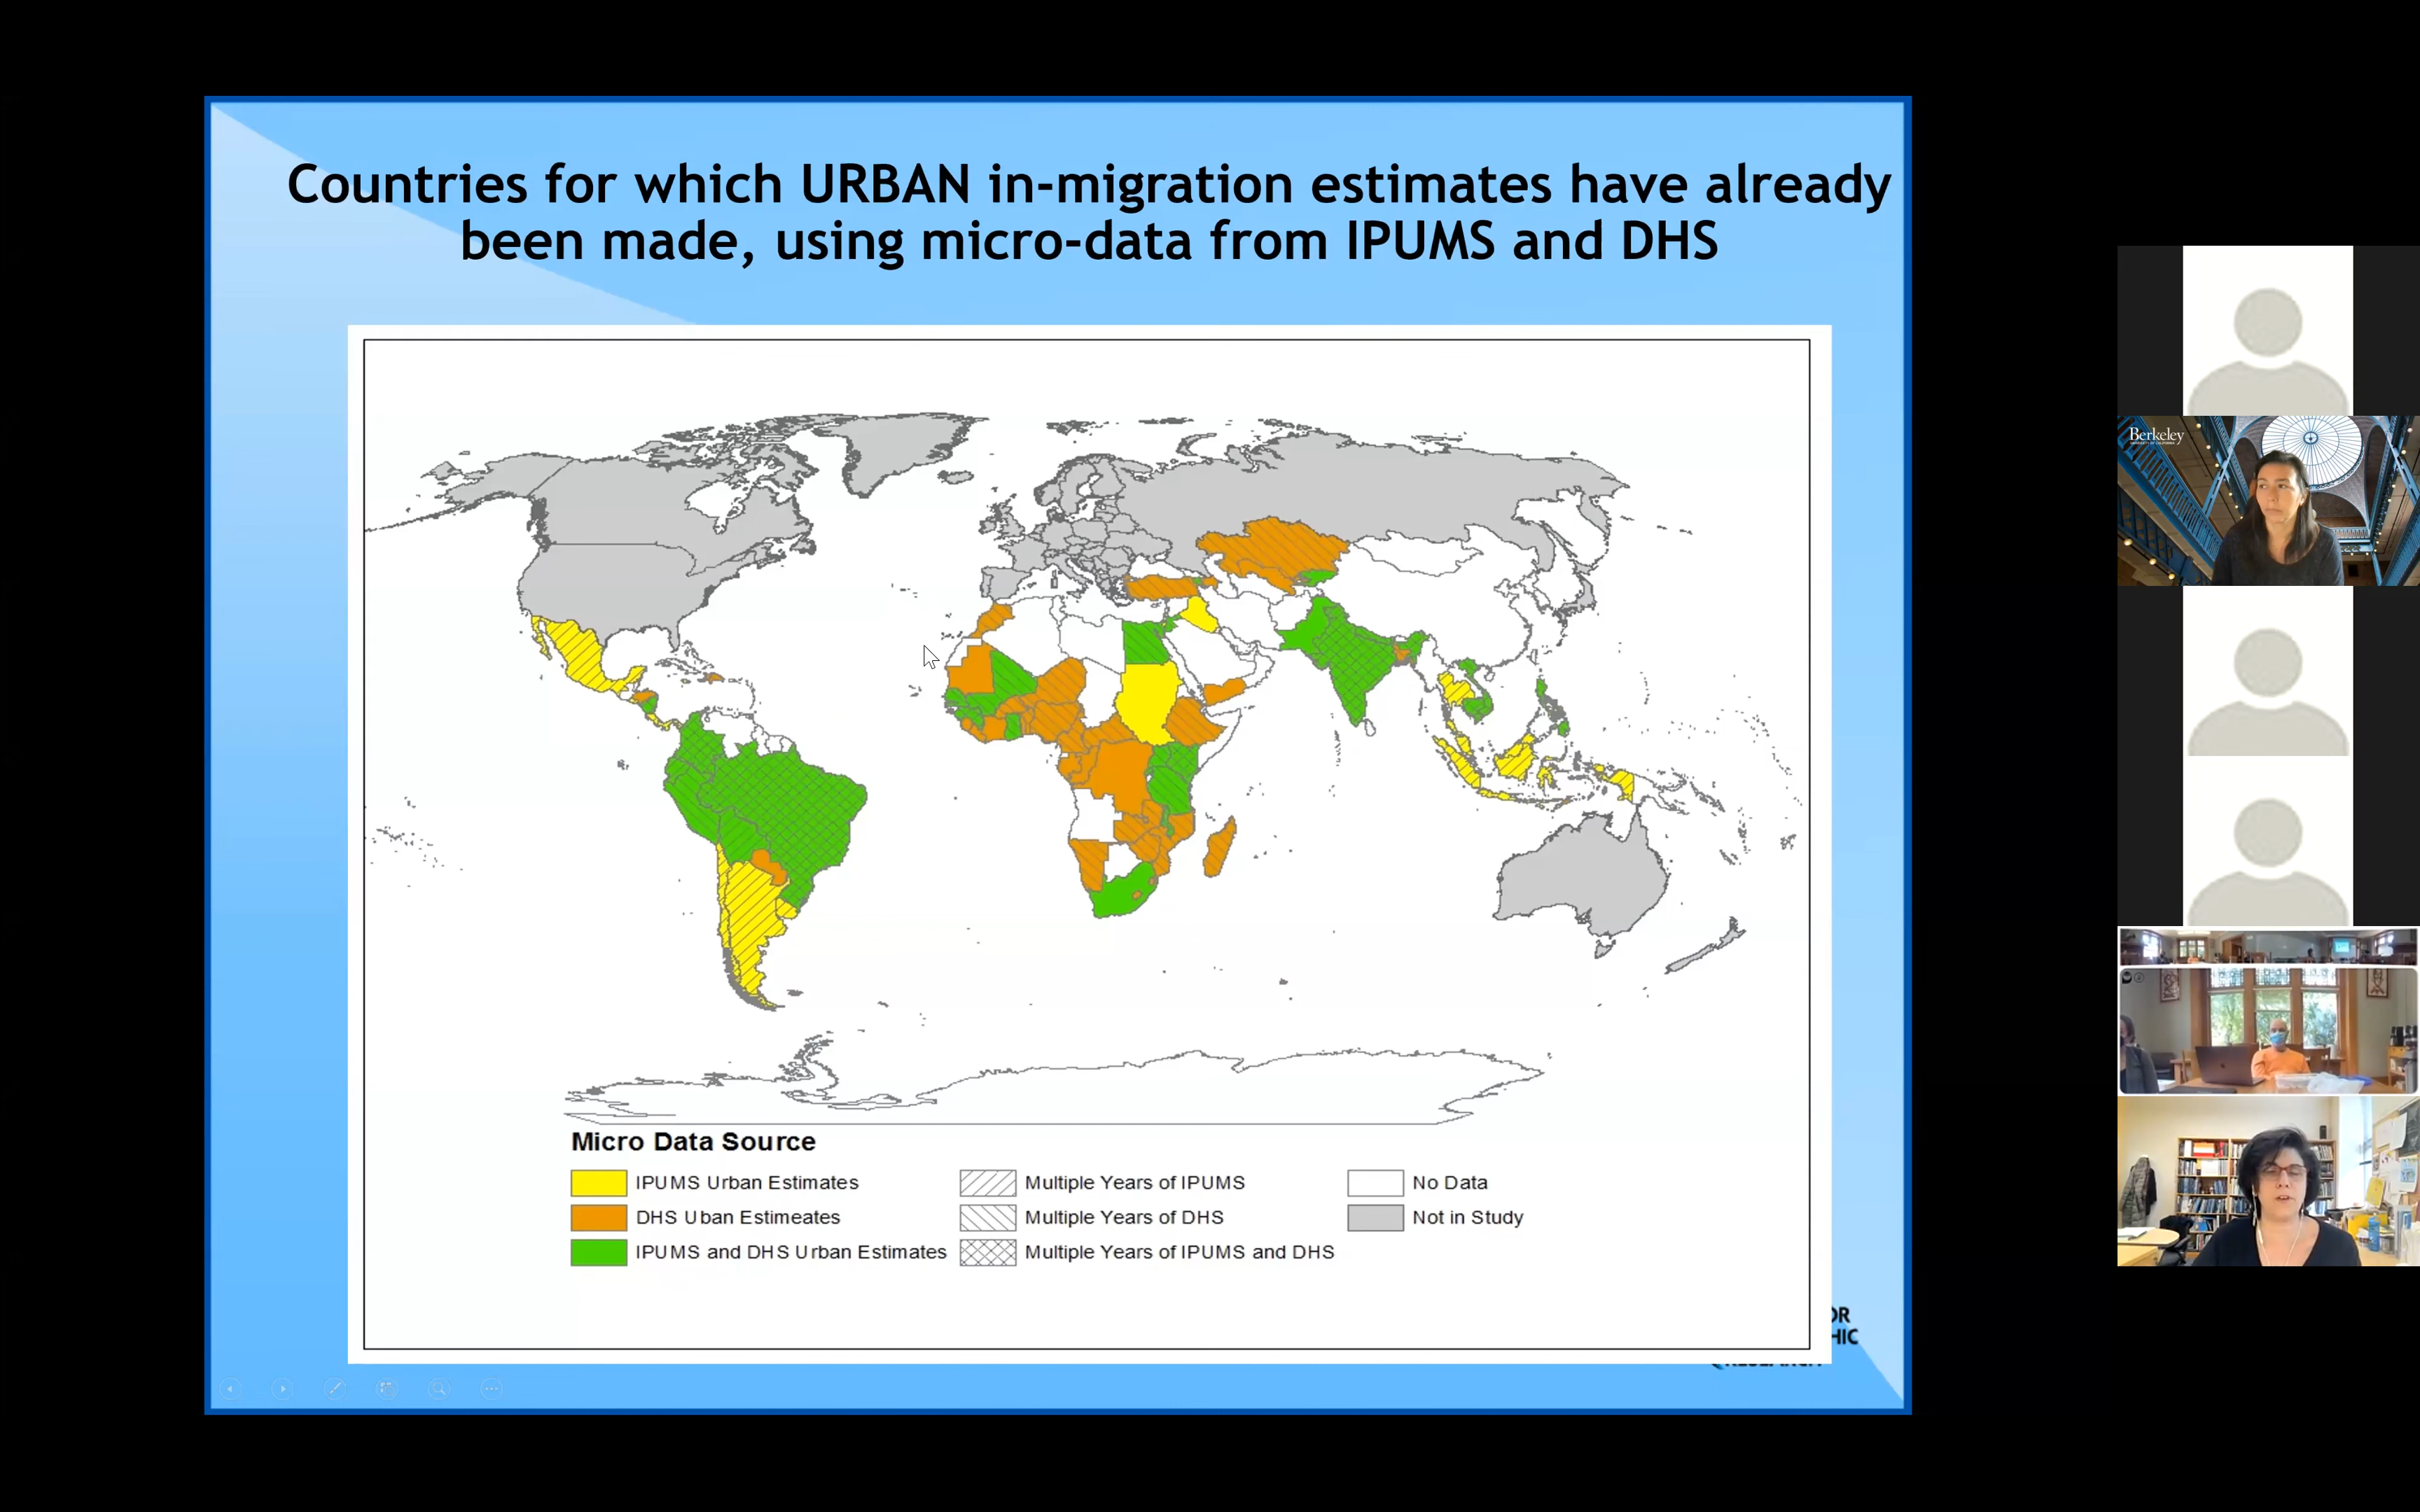 Countries for which URBAN in-migration estimates have already
been made, using micro-data from IPUMS and DHS
Micro Data Source
IPUMS Urban Estimates
DHS Uban Estimeates
IPUMS and DHS Urban Estimates
Multiple Years of IPUMS
Multiple Years of DHS
Multiple Years of IPUMS and DHS
No Data
Not in Study
OR
HIC
Berkeley